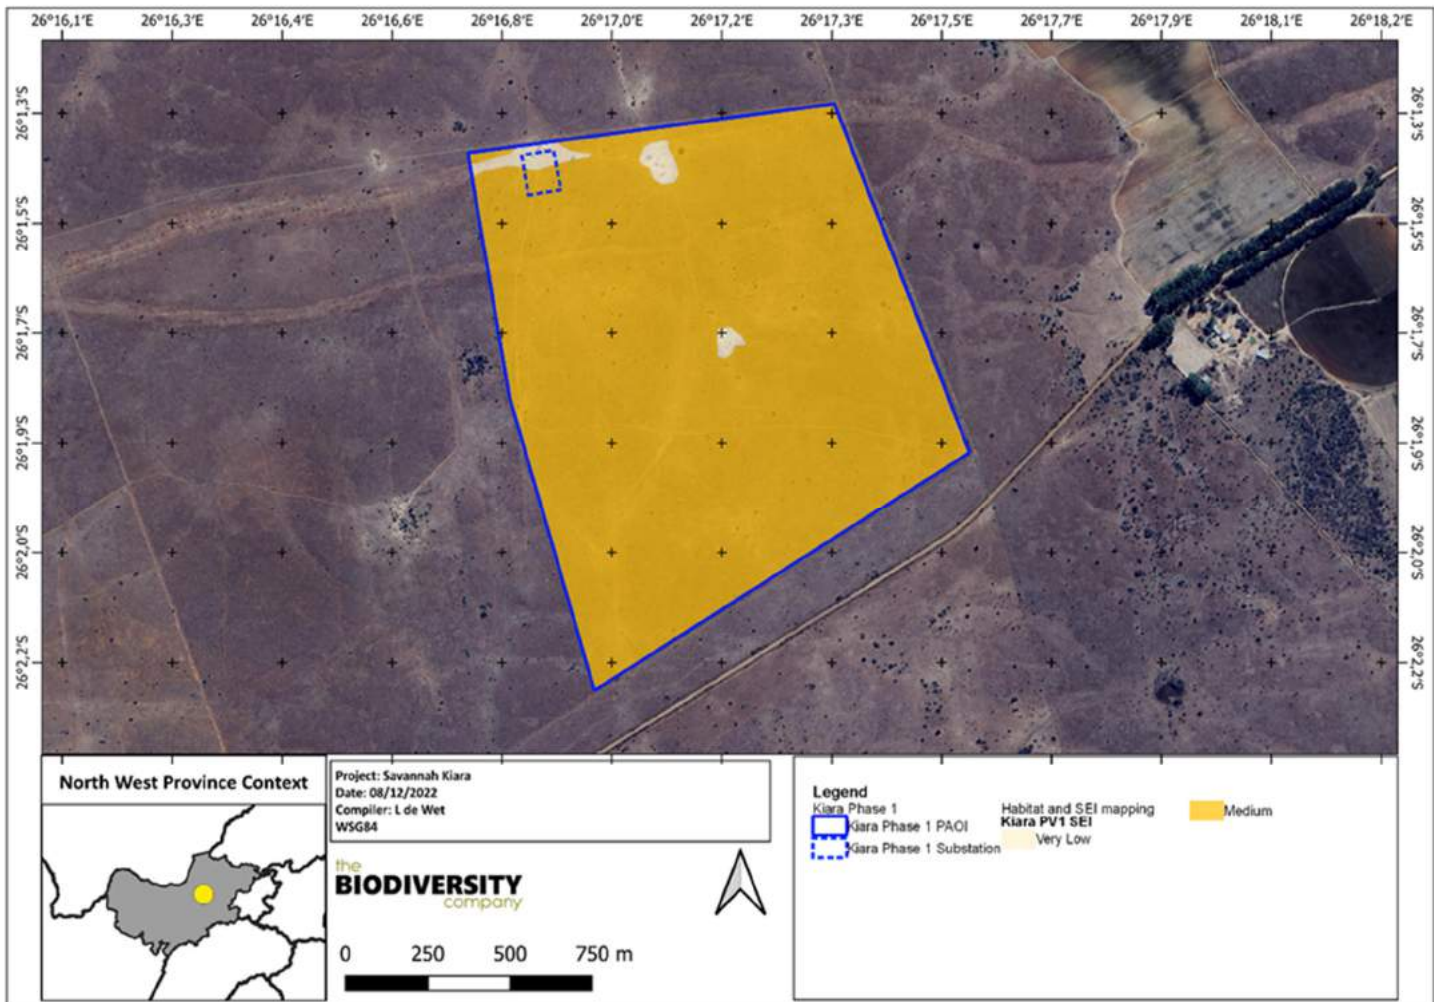 26°16,1'E 26°16,3'E 26°16,4'E 26°16,6'E 26°16,8'E 26°17,0'E 26°17,2'E 26°17,3'E 26°17,5'E 26°17,7'E 26°17,9'E 26°18,1'E 26°18,2'E
26°1,3'S 26°1,3'S
26°1,5'S 26°1,5'S
26°1,7'S 26°1,7'S
26°1,9'S 26°1,9'S
26°2,0'S 26°2,0'S
26°2,2'S 26°2,2'S
North West Province Context
Project: Savannah Kiara
Date: 08/12/2022
Compiler: L de Wet
WSG84
the
BIODIVERSITY
company
0 250 500 750 m
Legend
Kiara Phase 1
Kiara Phase 1 PAOI
Kiara Phase 1 Substation
Habitat and SEI mapping
Kiara PV1 SEI
Very Low
Medium